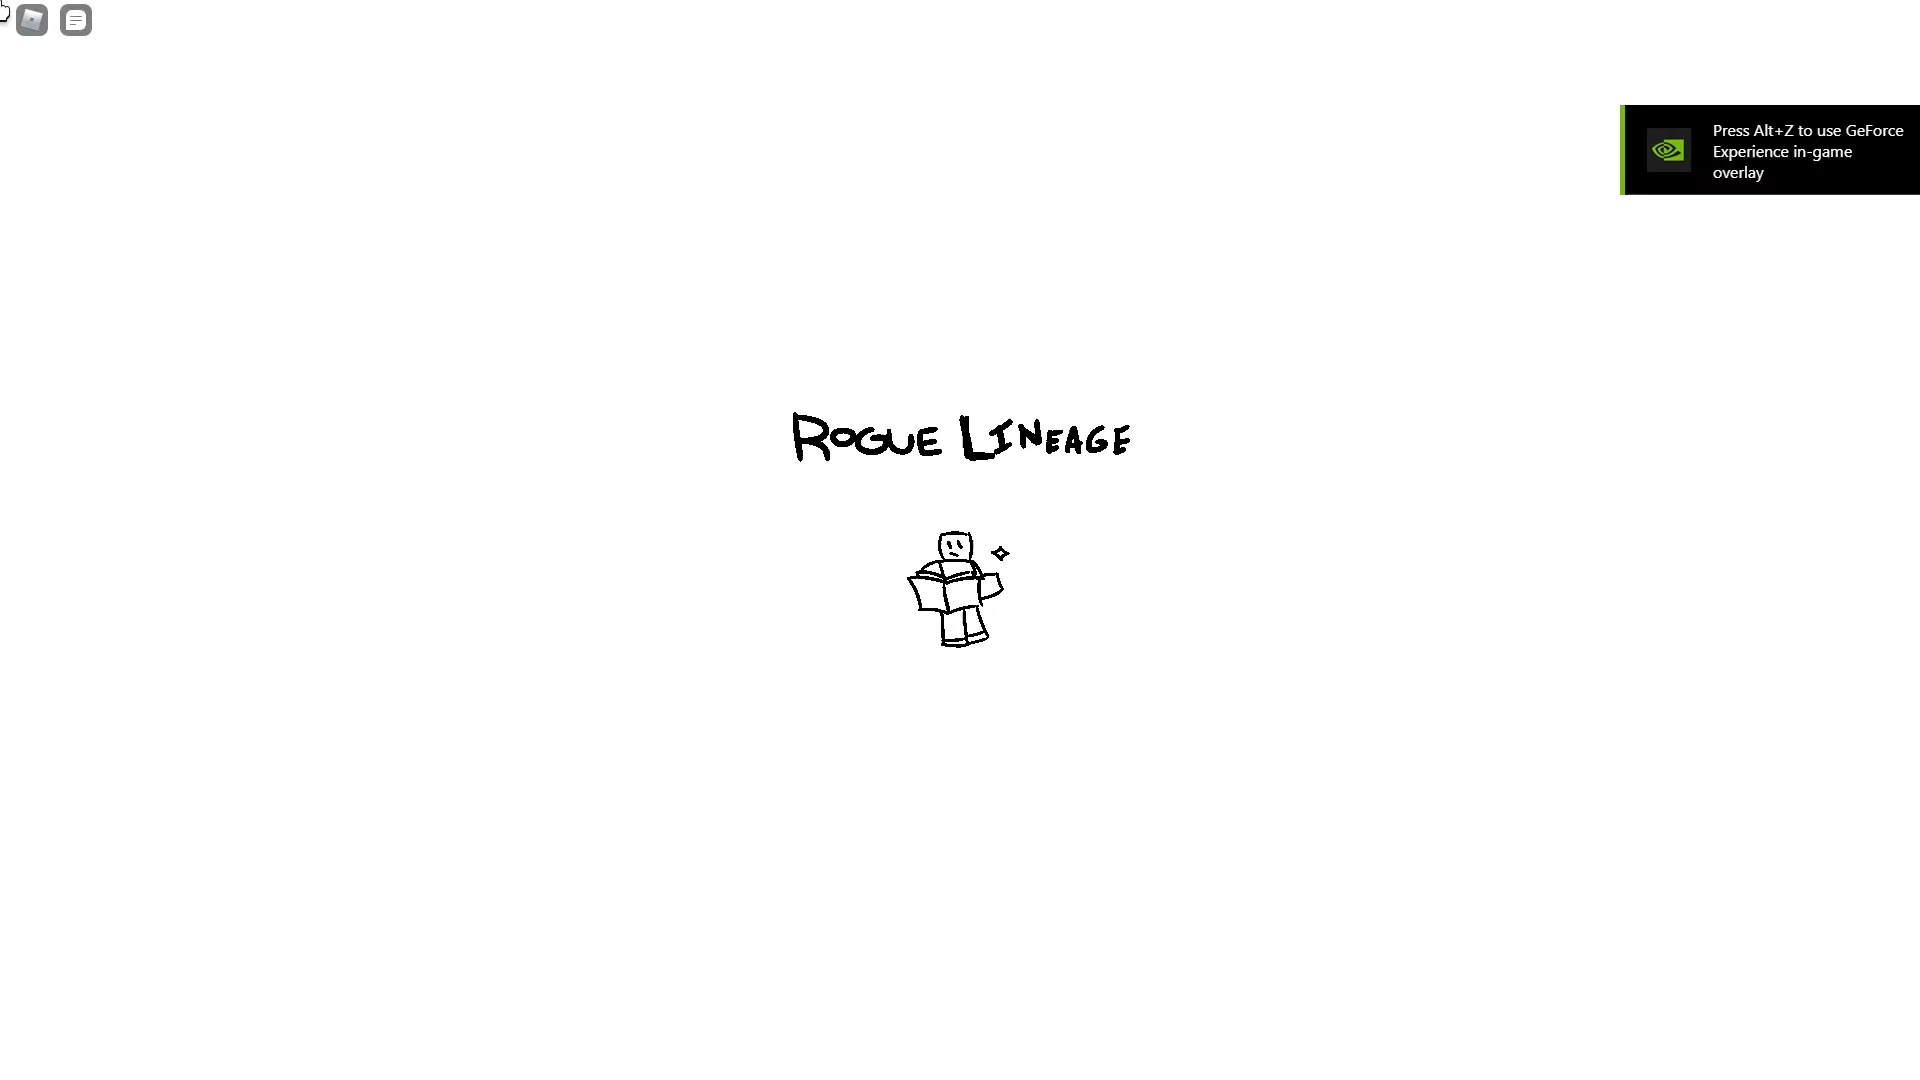 Press Alt+Z to use GeForce
Experience in-game
overlay
ROGUE LINEAGE